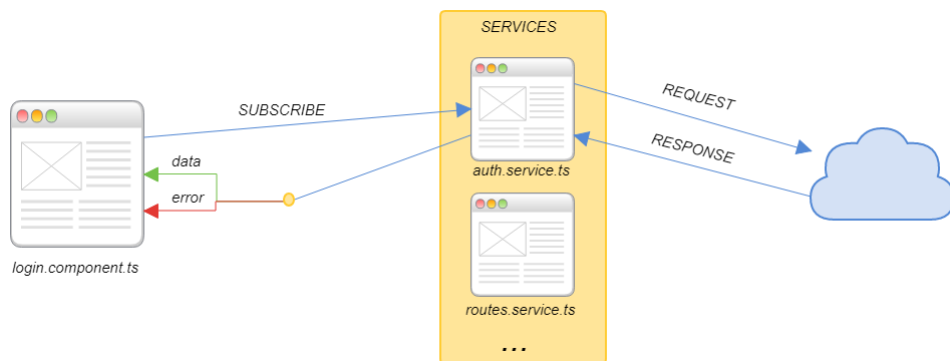 SERVICES
SUBSCRIBE
REQUEST
RESPONSE
data
error
auth.service.ts
login.component.ts
routes.service.ts
...